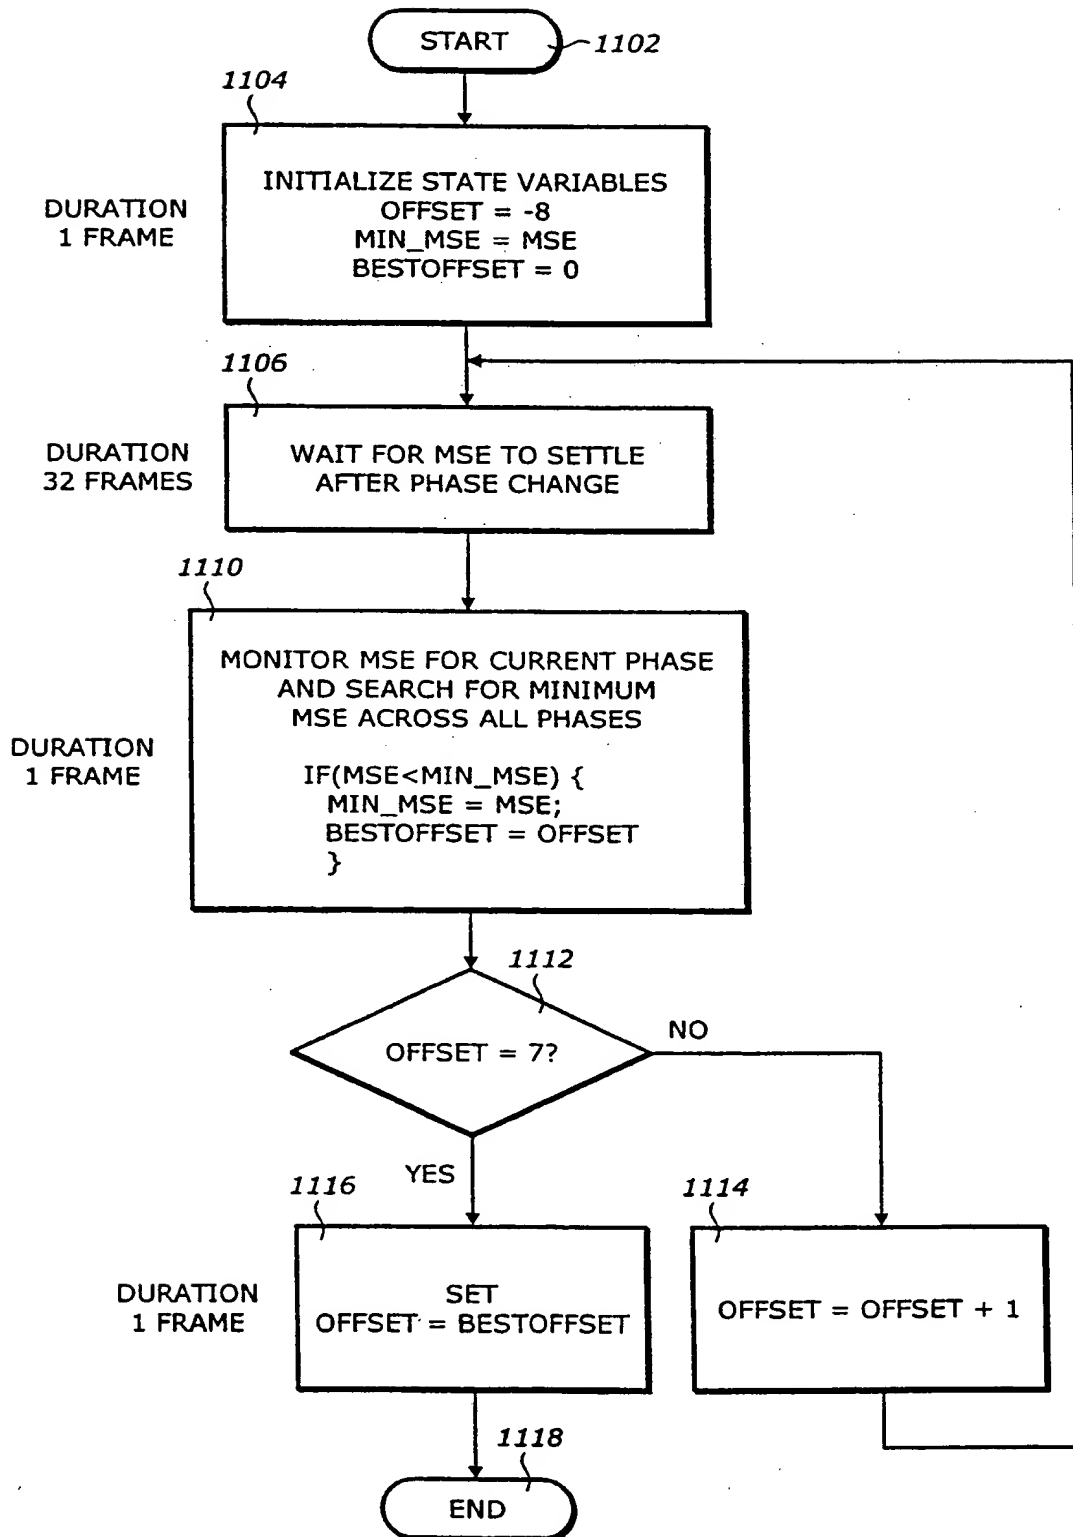 START
1102
1104
DURATION
1 FRAME
INITIALIZE STATE VARIABLES
OFFSET = -8
MIN_MSE = MSE
BESTOFFSET = 0
1106
DURATION
32 FRAMES
WAIT FOR MSE TO SETTLE
AFTER PHASE CHANGE
1110
DURATION
1 FRAME
MONITOR MSE FOR CURRENT PHASE
AND SEARCH FOR MINIMUM
MSE ACROSS ALL PHASES
IF(MSE<MIN_MSE) {
MIN_MSE = MSE;
BESTOFFSET = OFFSET
}
1112
OFFSET = 7?
NO
YES
1116
DURATION
1 FRAME
SET
OFFSET = BESTOFFSET
1114
OFFSET = OFFSET + 1
1118
END